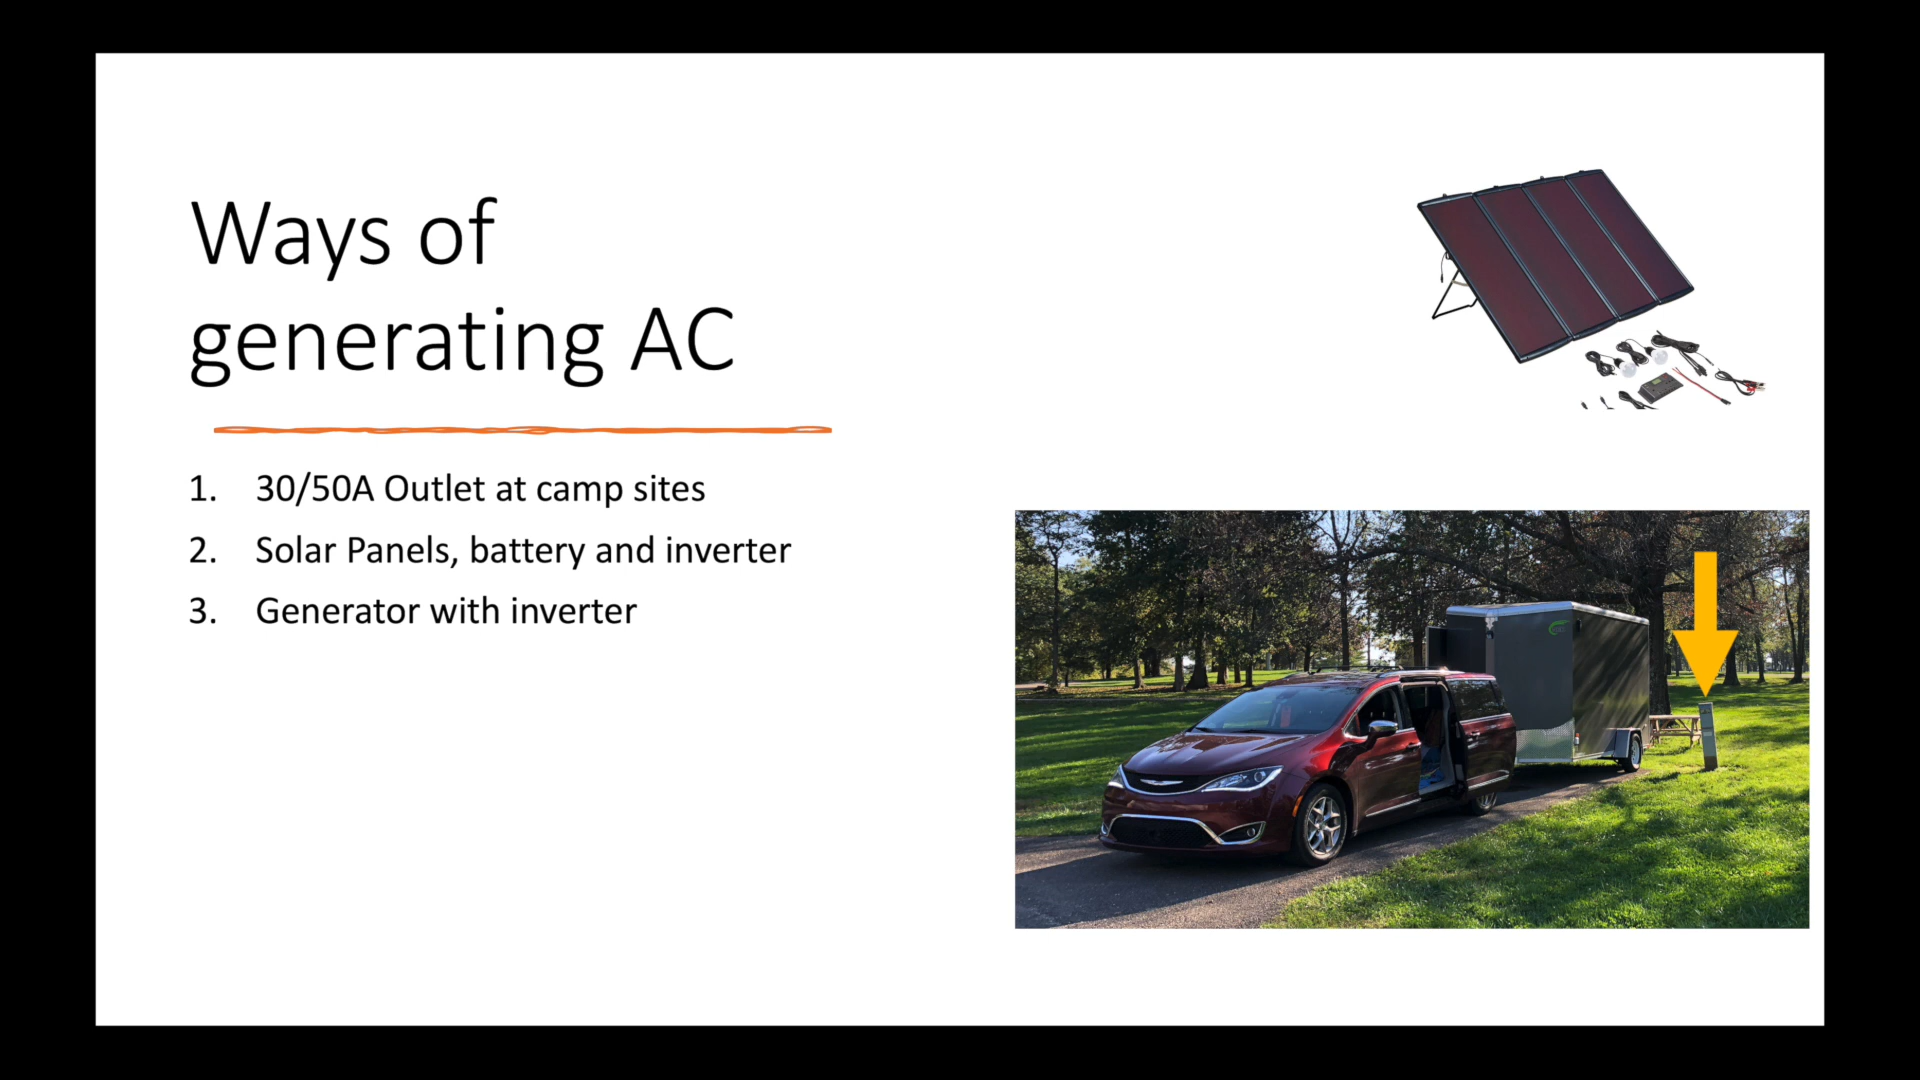 Ways of
generating AC
1. 30/50A Outlet at camp sites
2. Solar Panels, battery and inverter
3. Generator with inverter